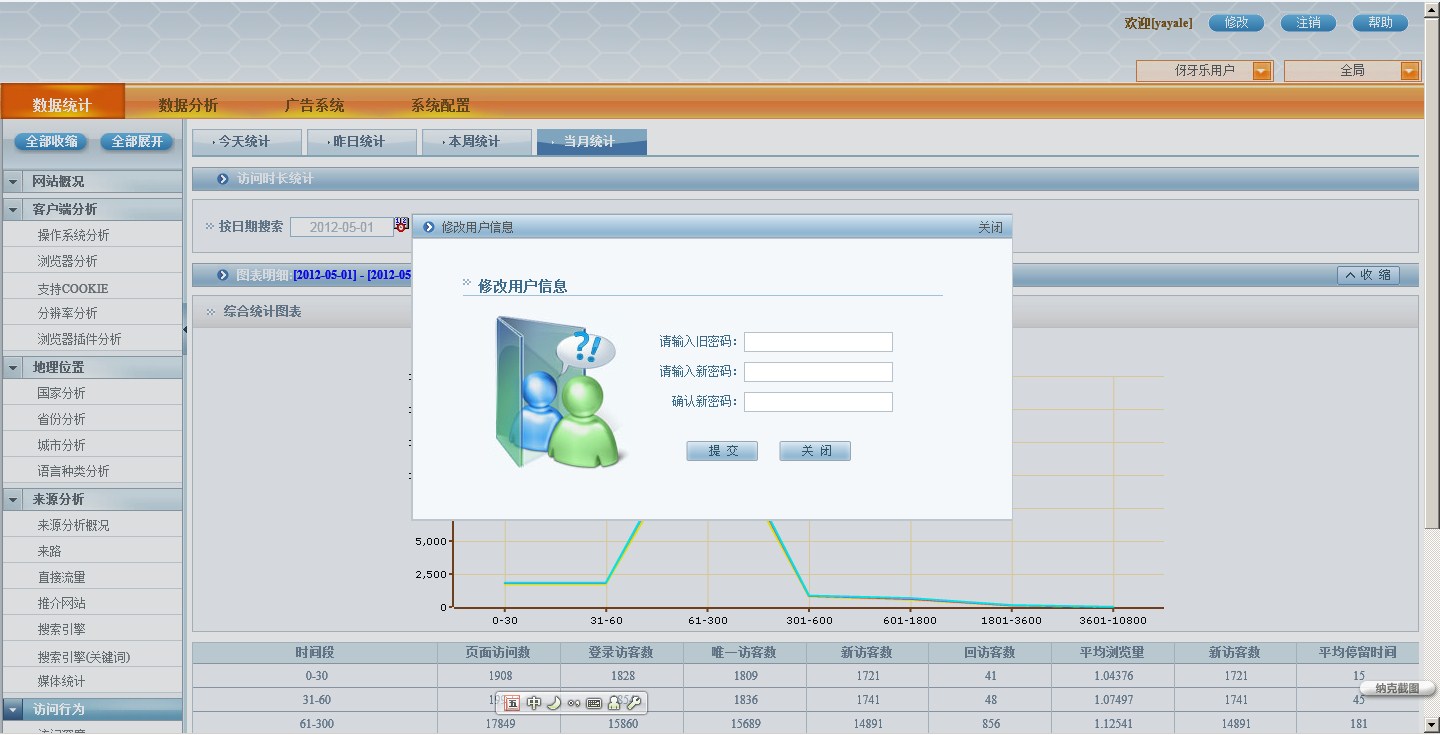 欢迎[yayale] 修改 注销 帮助
伢牙乐用户 全局
数据统计 数据分析 广告系统 系统配置
全部收缩 全部展开
网站概况
客户端分析
操作系统分析
浏览器分析
支持COOKIE
分辨率分析
浏览器插件分析
地理位置
国家分析
省份分析
城市分析
语言种类分析
来源分析
来源分析概况
来路
直接流量
推介网站
搜索引擎
搜索引擎(关键词)
媒体统计
访问行为
今天统计 昨日统计 本周统计 当月统计
访问时长统计
按日期搜索 2012-05-01
图表明细:[2012-05-01] - [2012-05 收 缩
综合统计图表
修改用户信息 关闭
修改用户信息
?!
请输入旧密码:
请输入新密码:
确认新密码:
提 交 关 闭
5,000
2,500
0
0-30 31-60 61-300 301-600 601-1800 1801-3600 3601-10800
时间段 页面访问数 登录访客数 唯一访客数 新访客数 回访客数 平均浏览量 新访客数 平均停留时间
0-30 1908 1828 1809 1721 41 1.04376 1721 15
31-60 1836 1741 48 1.07497 1741 45
61-300 17849 15860 15689 14891 856 1.12541 14891 181
五 中
纳克截图